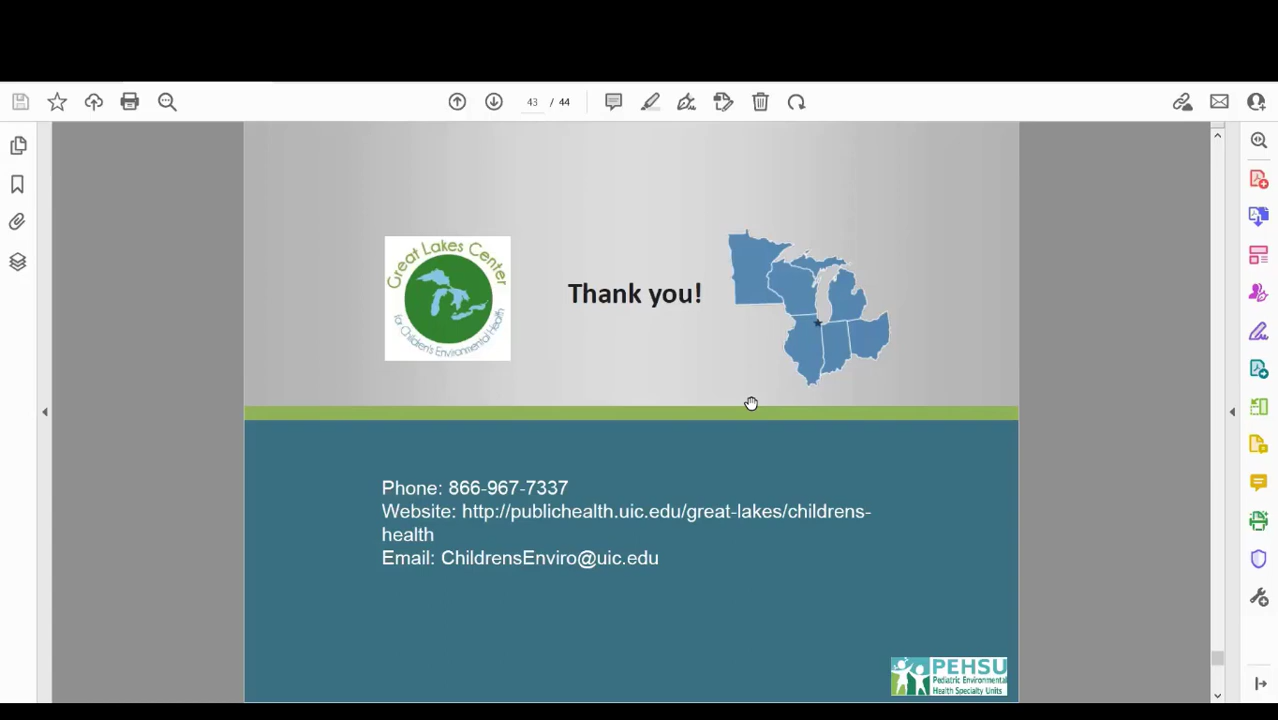 43 / 44
Great Lakes Center
for Children's Environmental Health
Thank you!
Phone: 866-967-7337
Website: http://publichealth.uic.edu/great-lakes/childrens-
health
Email: ChildrensEnviro@uic.edu
PEHSU
Pediatric Environmental
Health Specialty Units